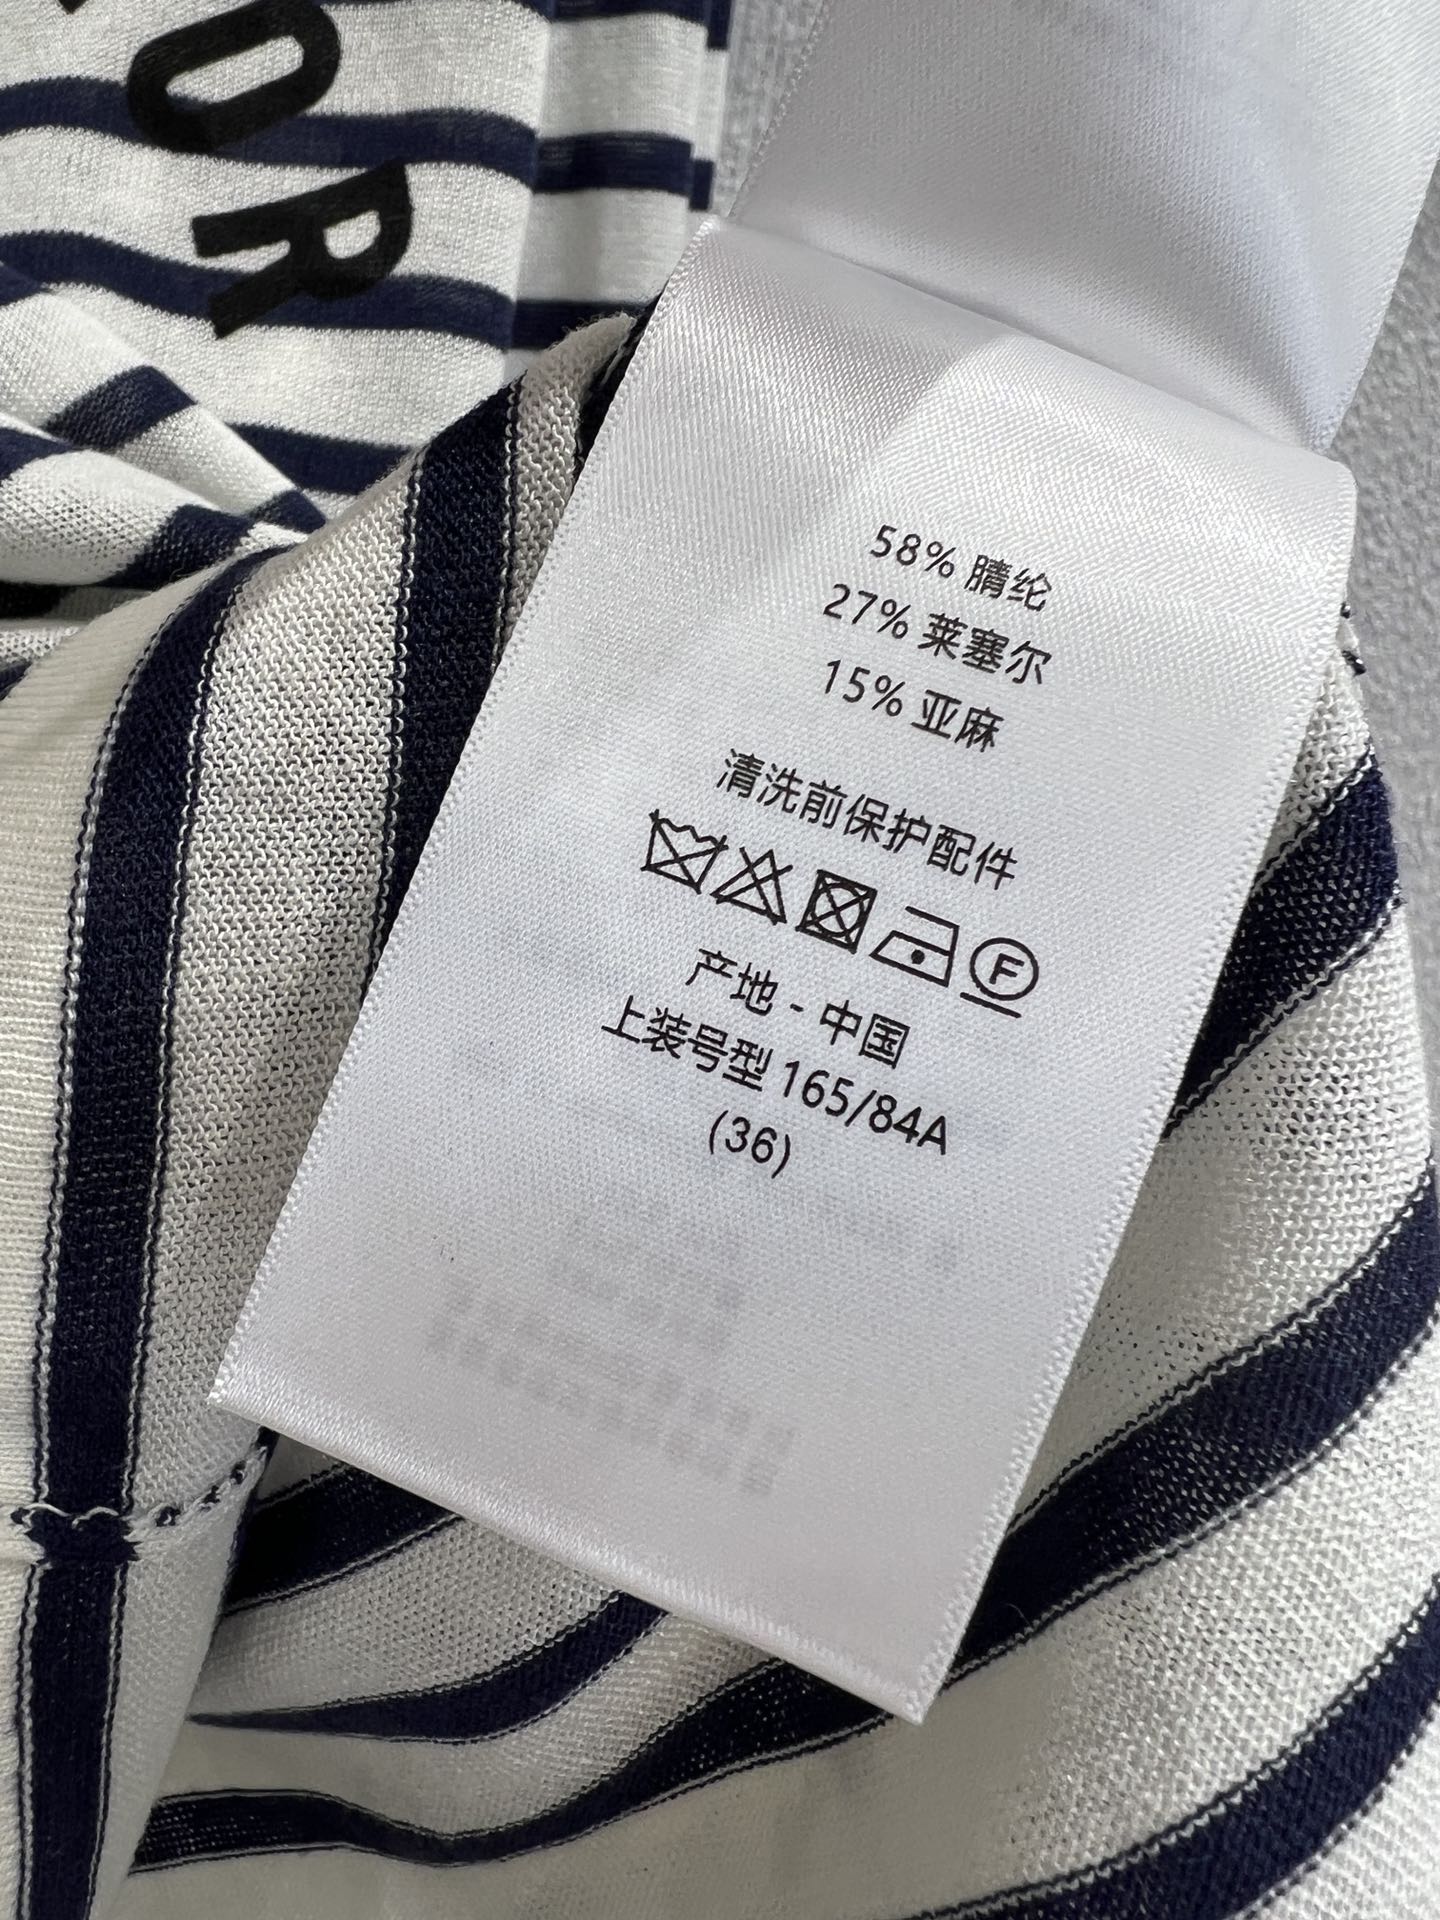 OR
58% 腈纶
27% 莱塞尔
15% 亚麻
清洗前保护配件
F
产地 - 中国
上装号型 165/84A
(36)